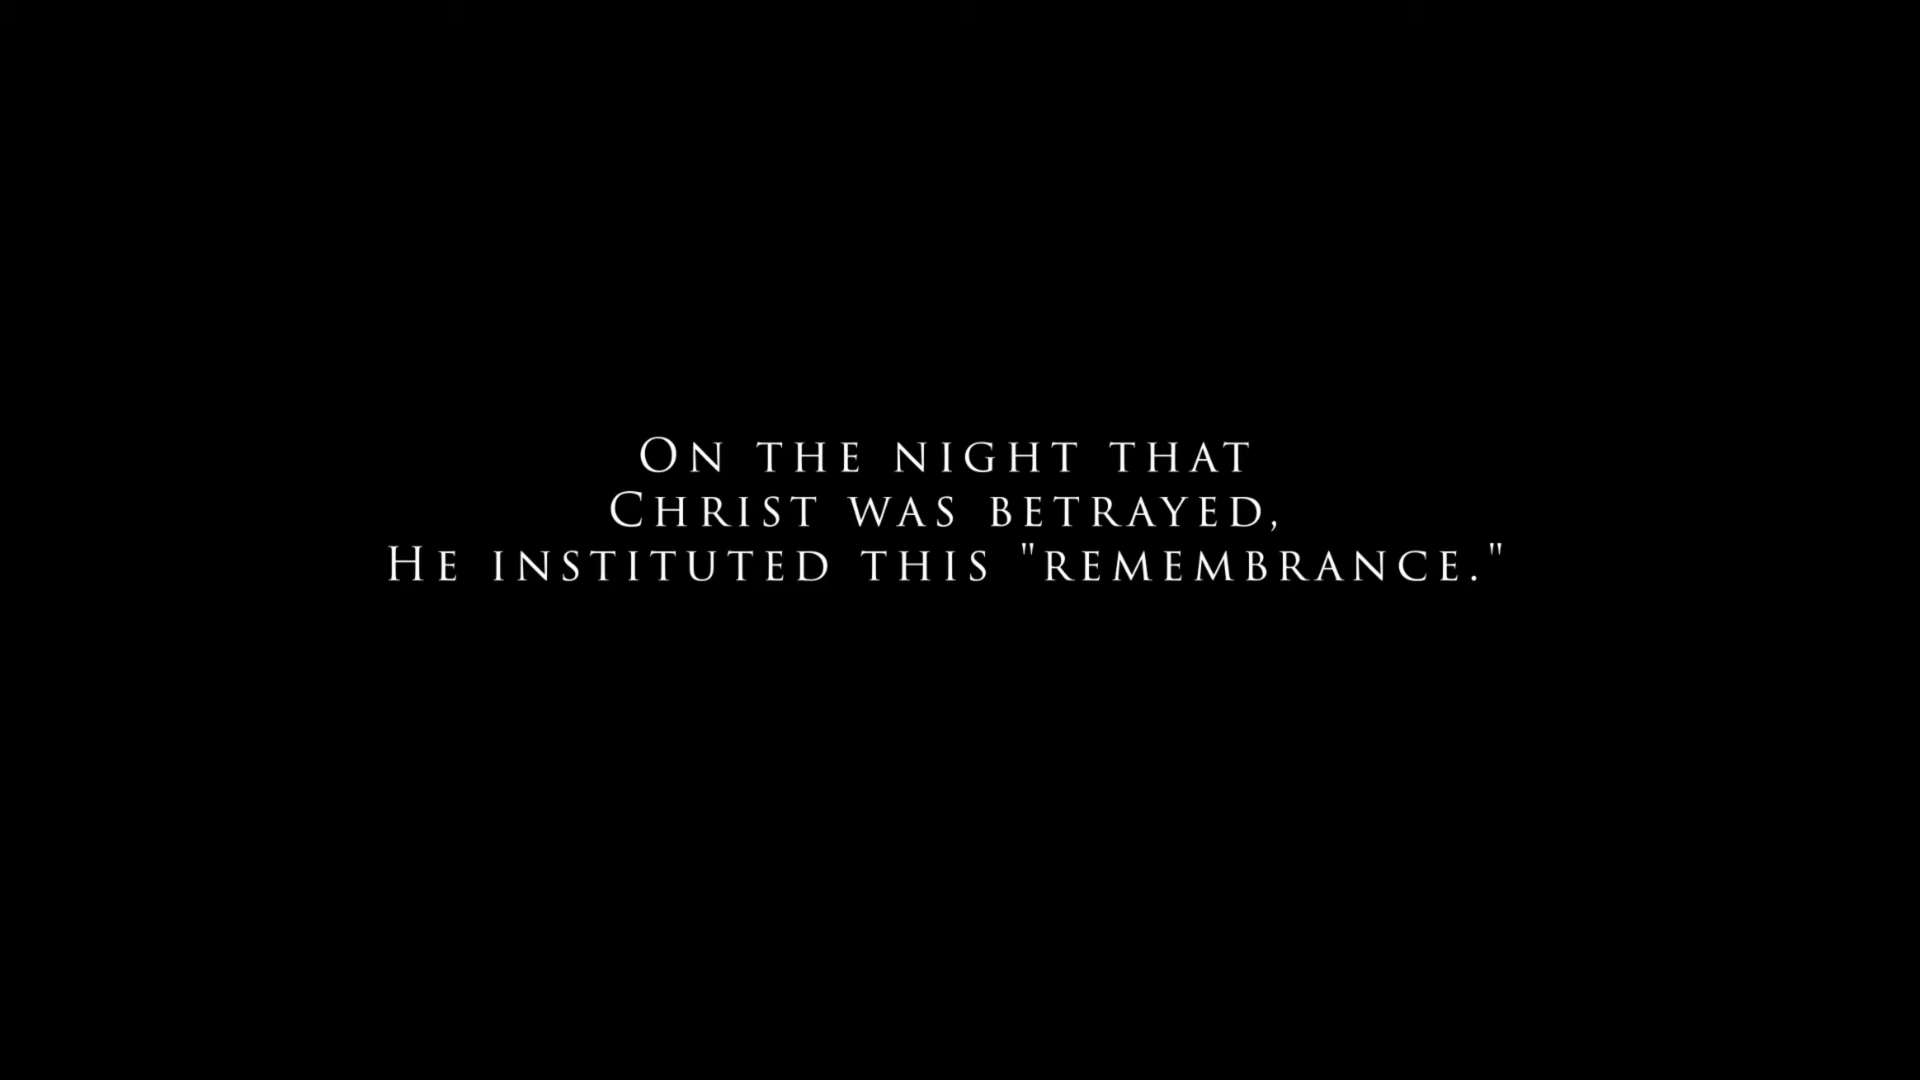 On the night that
Christ was betrayed,
He instituted this "remembrance."